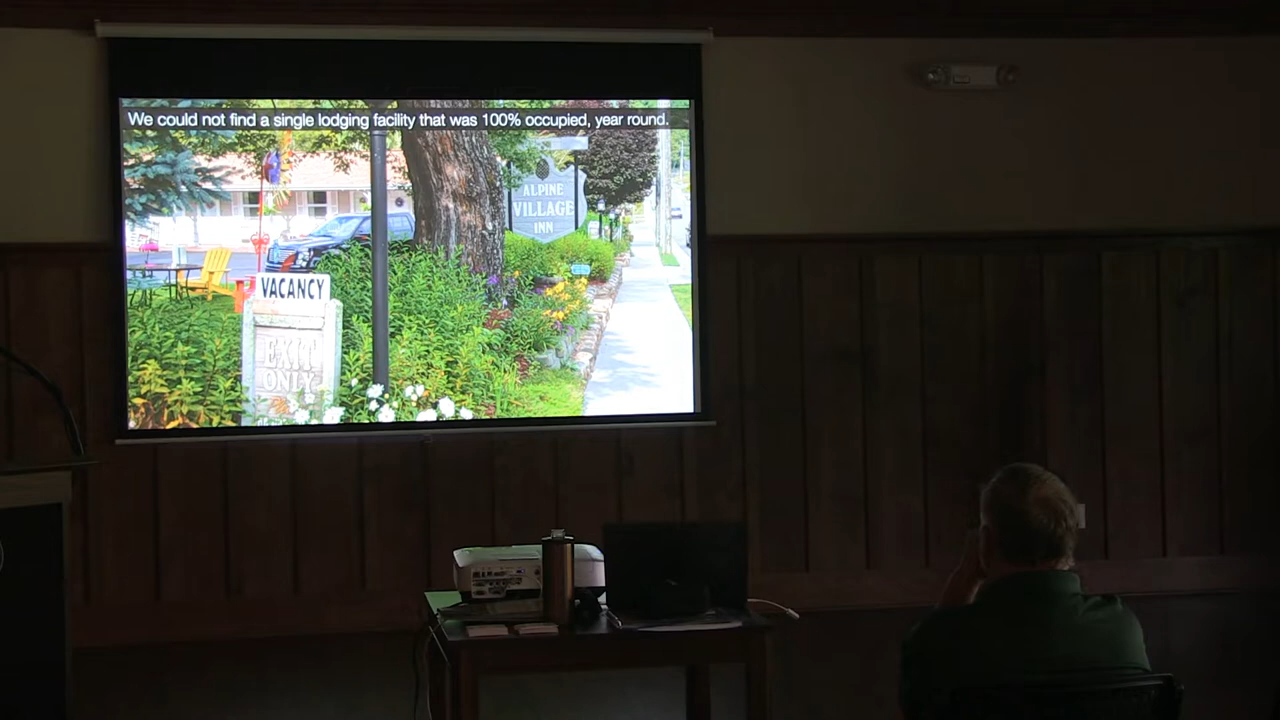 We could not find a single lodging facility that was 100% occupied, year round.
ALPINE
VILLAGE
INN
VACANCY
EXIT
ONLY